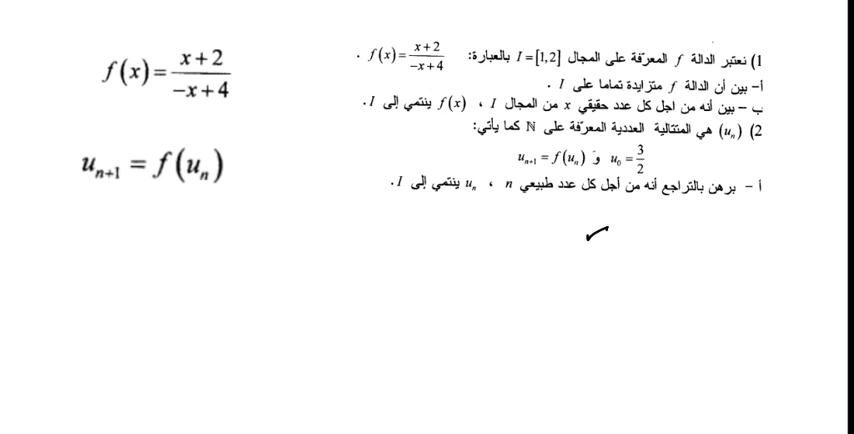 f(x) = \frac{x+2}{-x+4}
u_{n+1} = f(u_n)
1) نعتبر الدالة f المعرّفة على المجال I = [1,2] بالعبارة: f(x) = \frac{x+2}{-x+4} .
أ- بين أن الدالة f متزايدة تماما على I .
ب - بين أنه من اجل كل عدد حقيقي x من المجال I ، f(x) ينتمي إلى I .
2) (u_n) هي المتتالية العددية المعرّفة على ℕ كما يأتي:
u_0 = \frac{3}{2} و u_{n+1} = f(u_n)
أ - برهن بالتراجع أنه من أجل كل عدد طبيعي n ، u_n ينتمي إلى I .